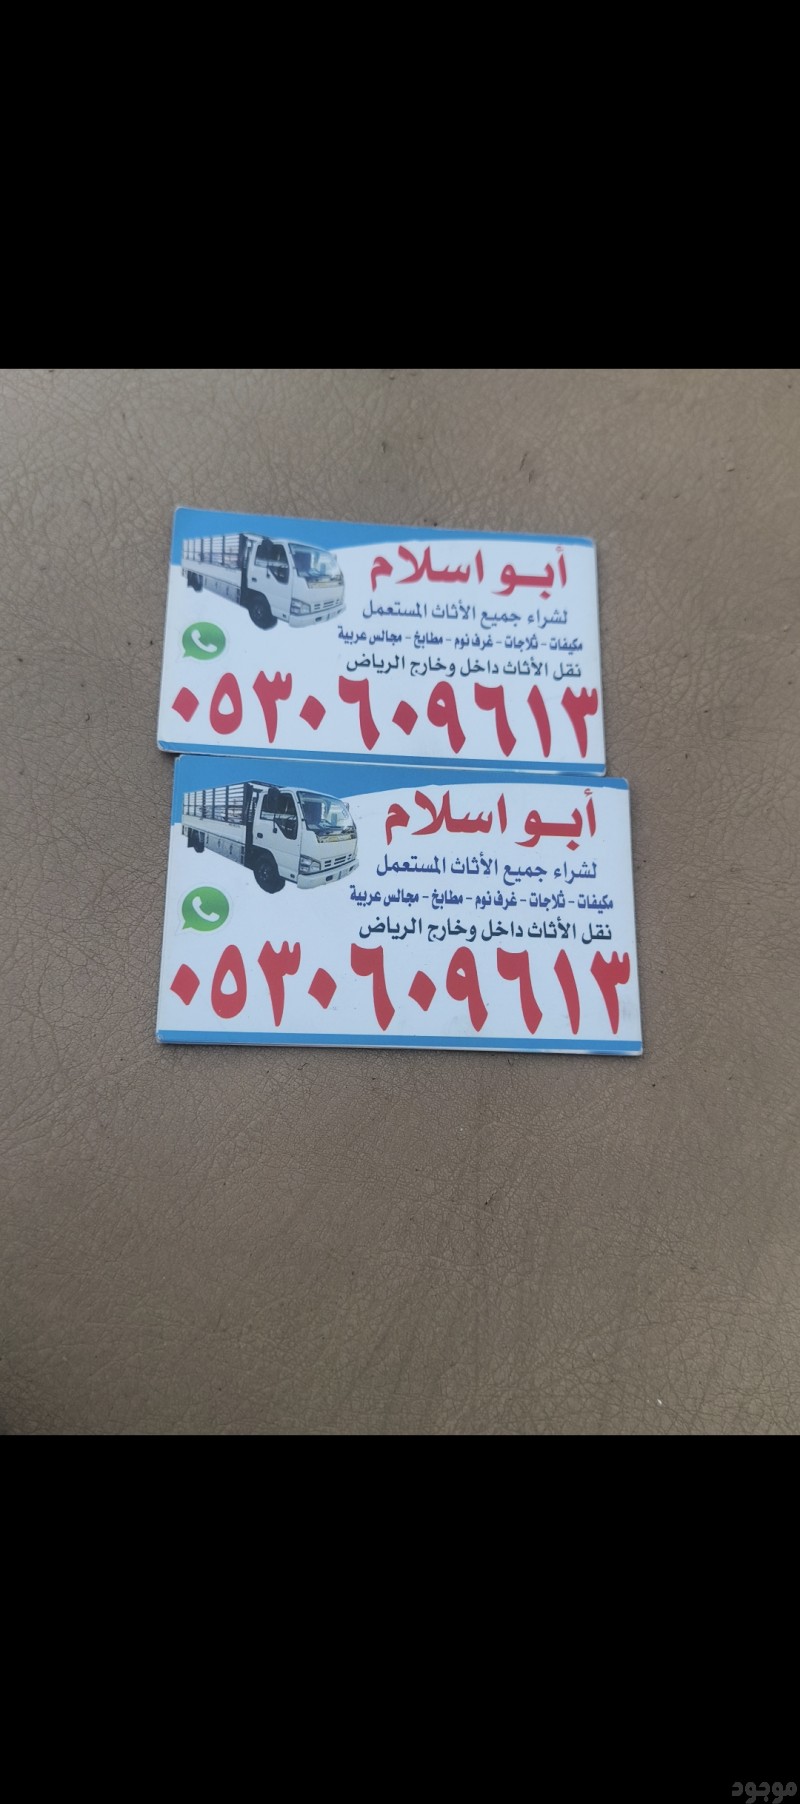 أبو اسلام
لشراء جميع الأثاث المستعمل
مكيفات - ثلاجات - غرف نوم - مطابخ - مجالس عربية
نقل الأثاث داخل وخارج الرياض
٠٥٣٠٦٠٩٦١٣
أبو اسلام
لشراء جميع الأثاث المستعمل
مكيفات - ثلاجات - غرف نوم - مطابخ - مجالس عربية
نقل الأثاث داخل وخارج الرياض
٠٥٣٠٦٠٩٦١٣
موجود